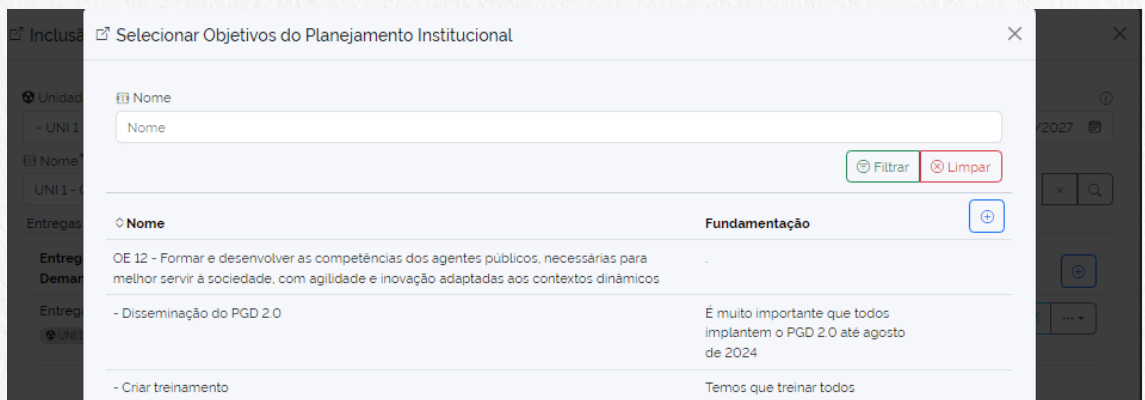 Inclusã
Selecionar Objetivos do Planejamento Institucional
Unidad
Nome
- UNI 1
Nome
/2027
Nome*
Filtrar
Limpar
UNI 1 -
Entregas
Nome
Fundamentação
Entreg
Deman
OE 12 - Formar e desenvolver as competências dos agentes públicos, necessárias para
melhor servir à sociedade, com agilidade e inovação adaptadas aos contextos dinâmicos
.
Entreg
UNI 1
- Disseminação do PGD 2.0
É muito importante que todos
implantem o PGD 2.0 até agosto
de 2024
- Criar treinamento
Temos que treinar todos